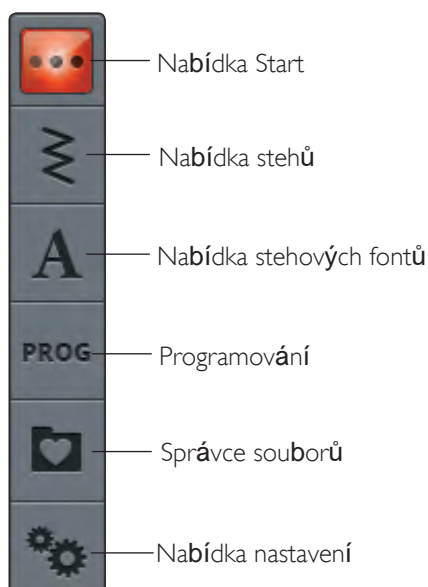 Nabídka Start
Nabídka stehů
A
Nabídka stehových fontů
PROG
Programování
Správce souborů
Nabídka nastavení